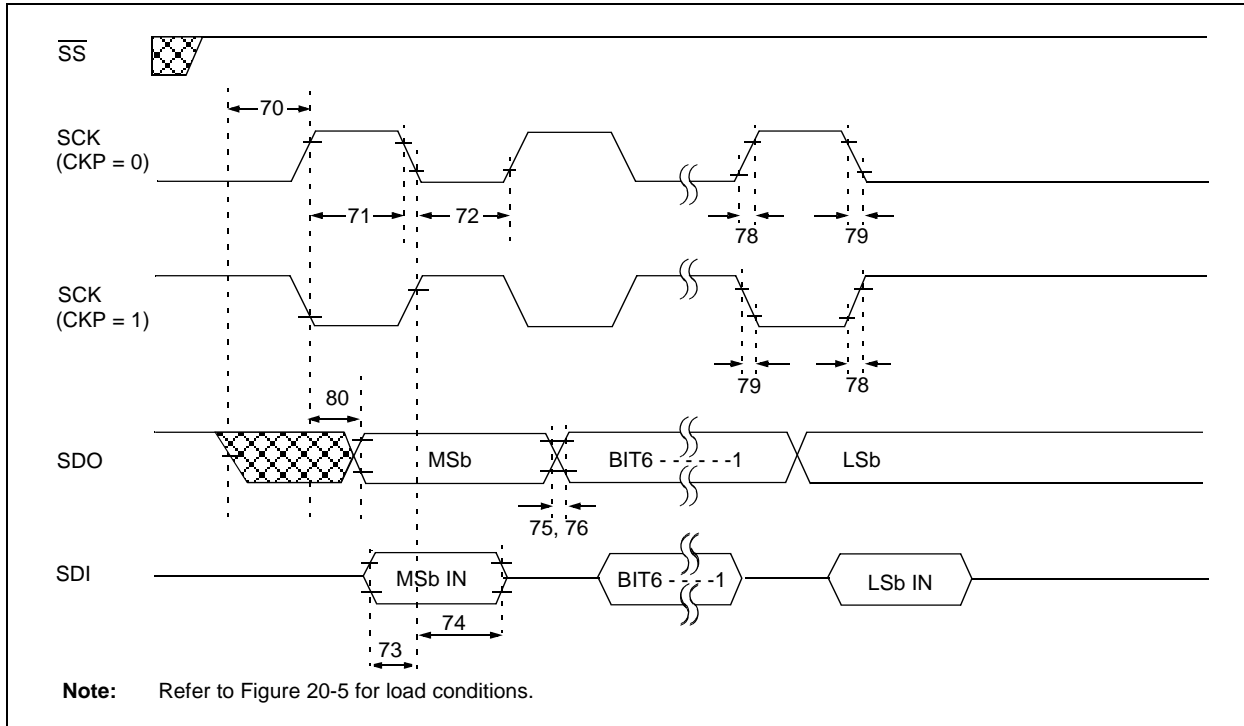 SS
70
SCK
(CKP = 0)
71
72
78
79
SCK
(CKP = 1)
79
78
80
SDO
MSb
BIT6 - - - - - -1
LSb
75, 76
SDI
MSb IN
BIT6 - - - -1
LSb IN
74
73
Note: Refer to Figure 20-5 for load conditions.